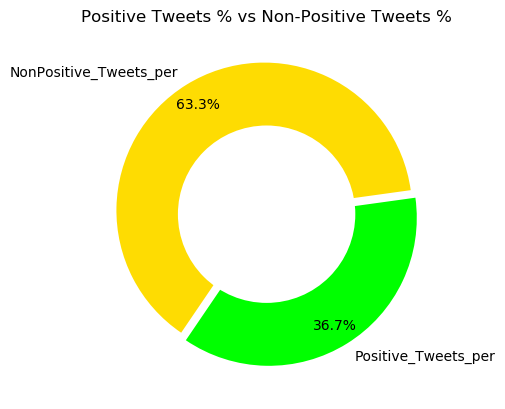 Positive Tweets % vs Non-Positive Tweets %
NonPositive_Tweets_per
63.3%
36.7%
Positive_Tweets_per